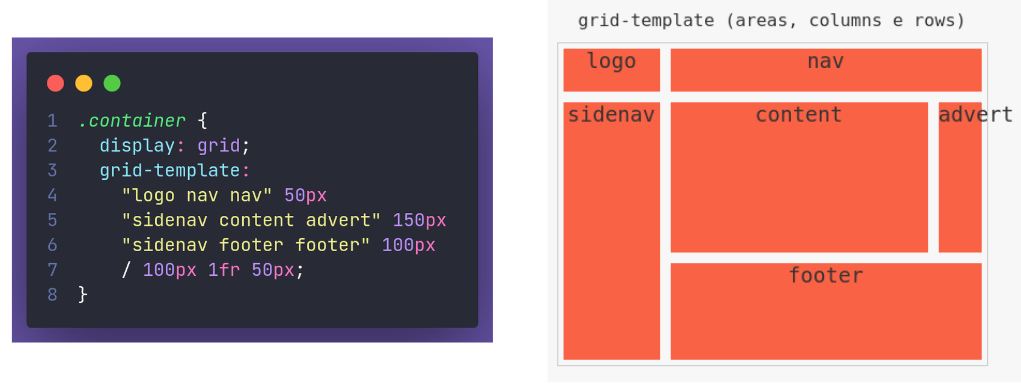 1 .container {
2 display: grid;
3 grid-template:
4 "logo nav nav" 50px
5 "sidenav content advert" 150px
6 "sidenav footer footer" 100px
7 / 100px 1fr 50px;
8 }
grid-template (areas, columns e rows)
logo nav
sidenav content advert
footer